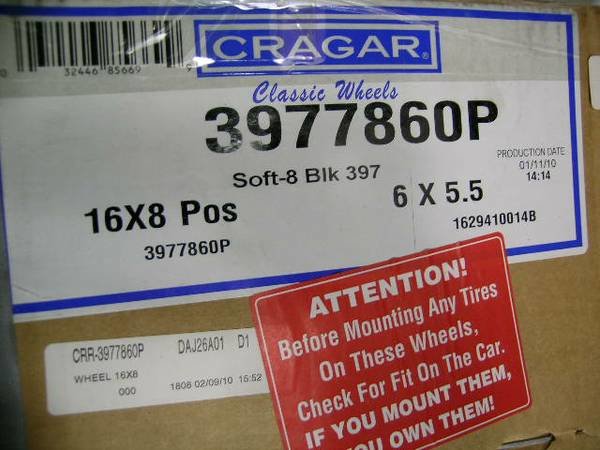 CRAGAR®
0 32446 85669 9
Classic Wheels
3977860P
Soft-8 Blk 397
PRODUCTION DATE
01/11/10
14:14
16X8 Pos
6 X 5.5
3977860P
1629410014B
CRR-3977860P DAJ26A01 D1
WHEEL 16X8
000
1808 02/09/10 15:52
ATTENTION!
Before Mounting Any Tires
On These Wheels,
Check For Fit On The Car.
IF YOU MOUNT THEM,
YOU OWN THEM!